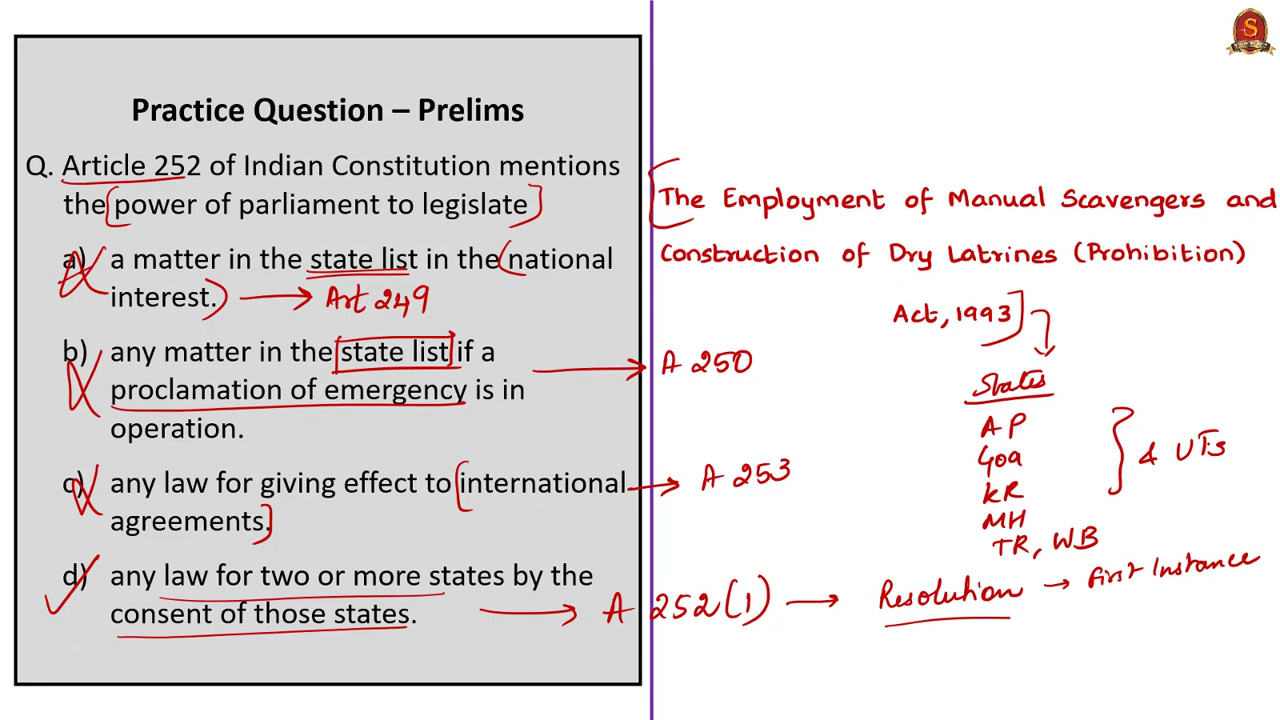 Practice Question – Prelims
Q. Article 252 of Indian Constitution mentions
the [power of parliament to legislate]
a) a matter in the state list in the (national
interest.) → Art 249
b) any matter in the state list if a
proclamation of emergency is in
operation.
→ A 250
c) any law for giving effect to [international
agreements.]
→ A 253
d) any law for two or more states by the
consent of those states. → A 252(1) → Resolution → First Instance
[The Employment of Manual Scavengers and
Construction of Dry Latrines (Prohibition)
Act, 1993]
States
AP
Goa
KR
MH
TR, WB
} & UTs
S